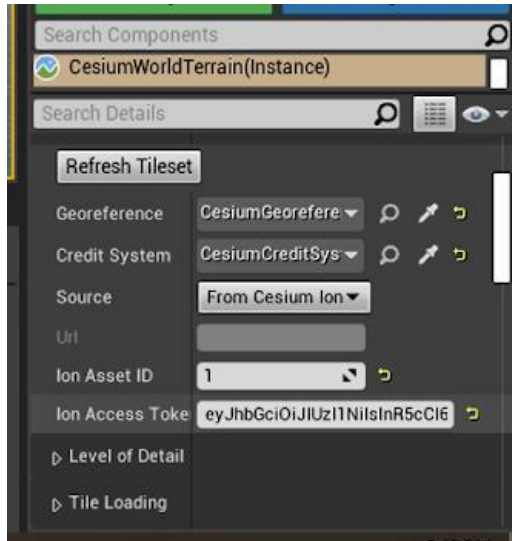 Search Components
CesiumWorldTerrain(Instance)
Search Details
Refresh Tileset
Georeference CesiumGeorefere
Credit System CesiumCreditSys
Source From Cesium Ion
Url
Ion Asset ID 1
Ion Access Toke eyJhbGciOiJIUzI1NiIsInR5cCI6
Level of Detail
Tile Loading